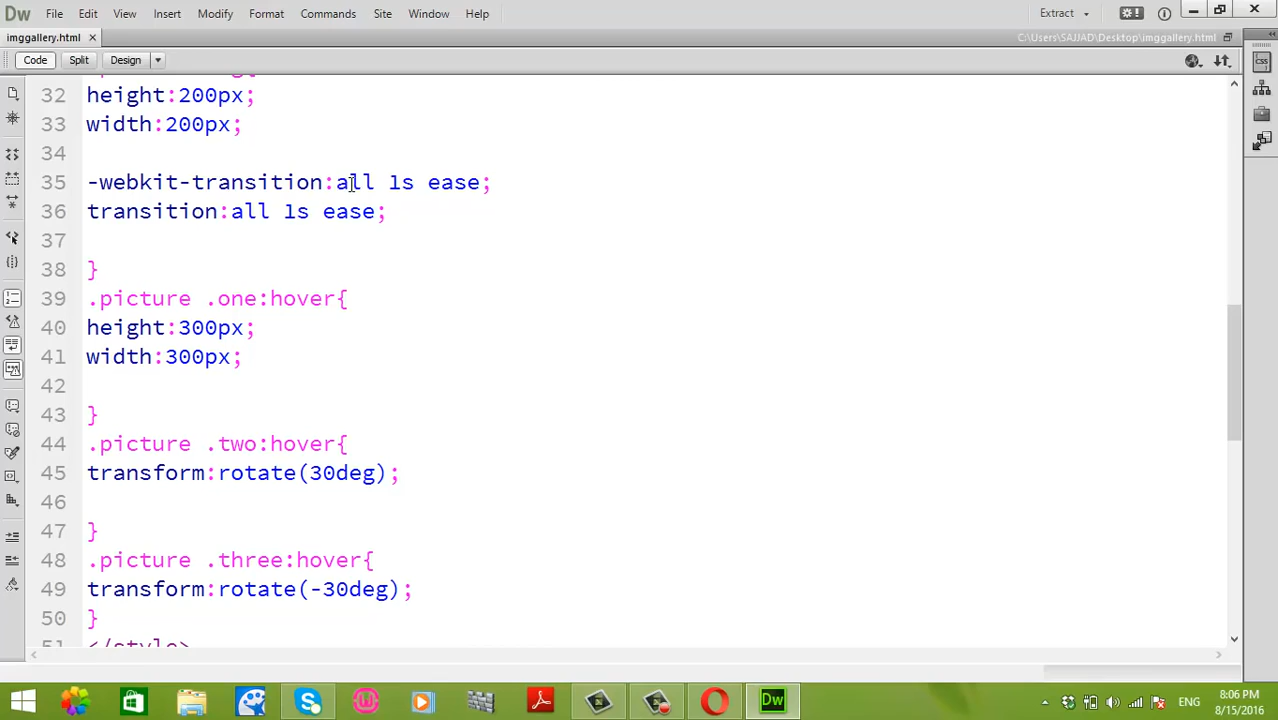 Dw File Edit View Insert Modify Format Commands Site Window Help Extract
imggallery.html C:\Users\SAJJAD\Desktop\imggallery.html
Code Split Design
32 height:200px;
33 width:200px;
34
35 -webkit-transition:all 1s ease;
36 transition:all 1s ease;
37
38 }
39 .picture .one:hover{
40 height:300px;
41 width:300px;
42
43 }
44 .picture .two:hover{
45 transform:rotate(30deg);
46
47 }
48 .picture .three:hover{
49 transform:rotate(-30deg);
50 }
51 </style>
ENG 8:06 PM
8/15/2016